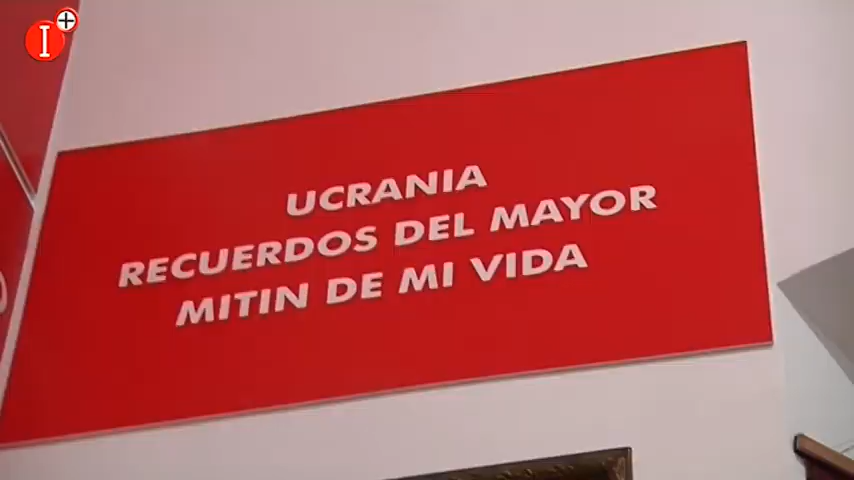 I+
UCRANIA
RECUERDOS DEL MAYOR
MITIN DE MI VIDA